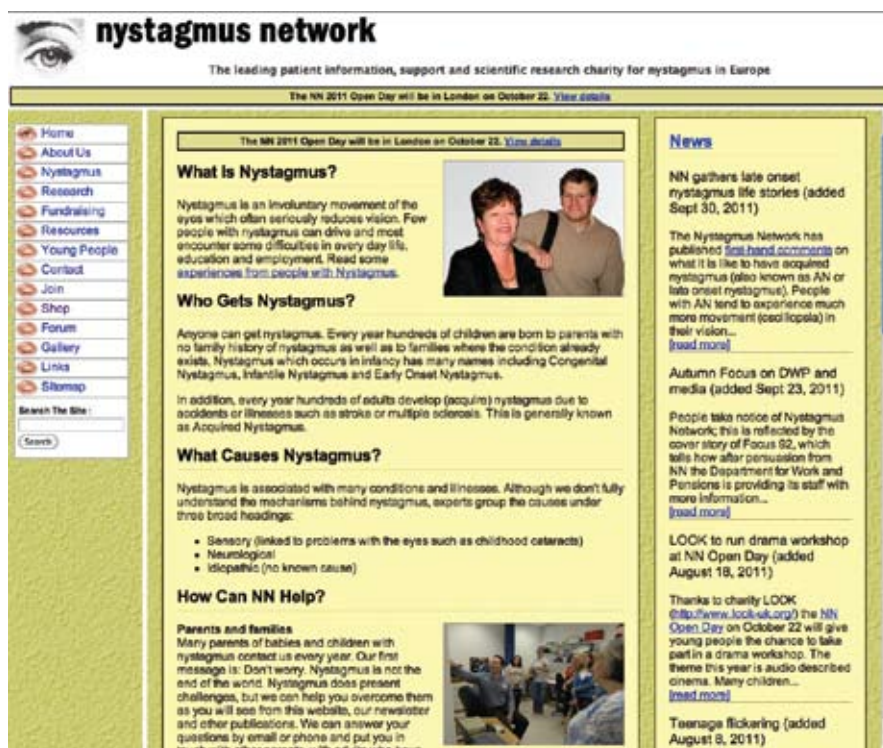 nystagmus network
The leading patient information, support and scientific research charity for nystagmus in Europe
The NN 2011 Open Day will be in London on October 22. View details
Home
About Us
Nystagmus
Research
Fundraising
Resources
Young People
Contact
Join
Shop
Forum
Gallery
Links
Sitemap
Search The Site :
Search
The NN 2011 Open Day will be in London on October 22. View details
What Is Nystagmus?
Nystagmus is an involuntary movement of the
eyes which often seriously reduces vision. Few
people with nystagmus can drive and most
encounter some difficulties in every day life,
education and employment. Read some
experiences from people with Nystagmus.
Who Gets Nystagmus?
Anyone can get nystagmus. Every year hundreds of children are born to parents with
no family history of nystagmus as well as to families where the condition already
exists. Nystagmus which occurs in infancy has many names including Congenital
Nystagmus, Infantile Nystagmus and Early Onset Nystagmus.
In addition, every year hundreds of adults develop (acquire) nystagmus due to
accidents or illnesses such as stroke or multiple sclerosis. This is generally known
as Acquired Nystagmus.
What Causes Nystagmus?
Nystagmus is associated with many conditions and illnesses. Although we don't fully
understand the mechanisms behind nystagmus, experts group the causes under
three broad headings:
• Sensory (linked to problems with the eyes such as childhood cataracts)
• Neurological
• Idiopathic (no known cause)
How Can NN Help?
Parents and families
Many parents of babies and children with
nystagmus contact us every year. Our first
message is: Don't worry. Nystagmus is not the
end of the world. Nystagmus does present
challenges, but we can help you overcome them
as you will see from this website, our newsletter
and other publications. We can answer your
questions by email or phone and put you in
News
NN gathers late onset
nystagmus life stories (added
Sept 30, 2011)
The Nystagmus Network has
published first-hand comments on
what it is like to have acquired
nystagmus (also known as AN or
late onset nystagmus). People
with AN tend to experience much
more movement (oscillopsia) in
their vision...
[read more]
Autumn Focus on DWP and
media (added Sept 23, 2011)
People take notice of Nystagmus
Network; this is reflected by the
cover story of Focus 92, which
tells how after persuasion from
NN the Department for Work and
Pensions is providing its staff with
more information...
[read more]
LOOK to run drama workshop
at NN Open Day (added
August 18, 2011)
Thanks to charity LOOK
(http://www.look-uk.org/) the NN
Open Day on October 22 will give
young people the chance to take
part in a drama workshop. The
theme this year is audio described
cinema. Many children...
[read more]
Teenage flickering (added
August 8, 2011)